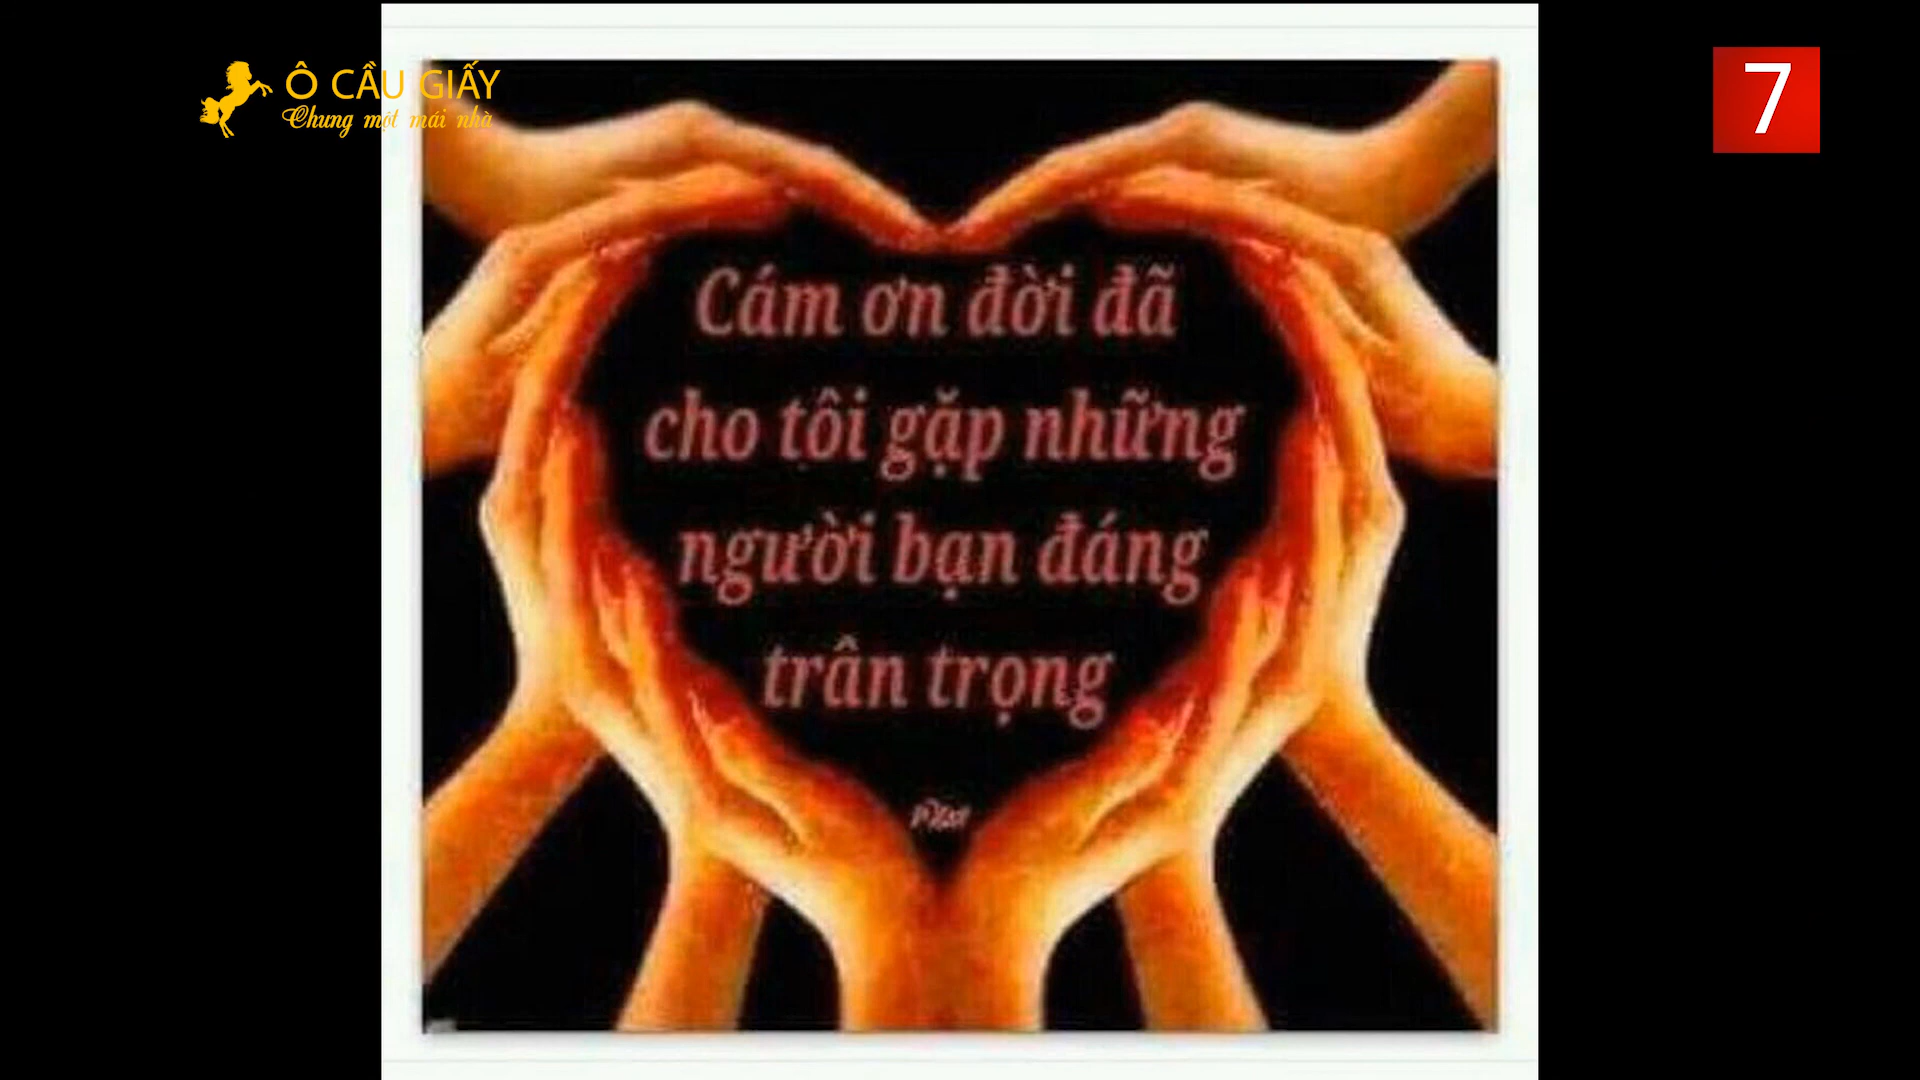 Ô CẦU GIẤY
Chung một mái nhà
7
Cám ơn đời đã
cho tôi gặp những
người bạn đáng
trân trọng